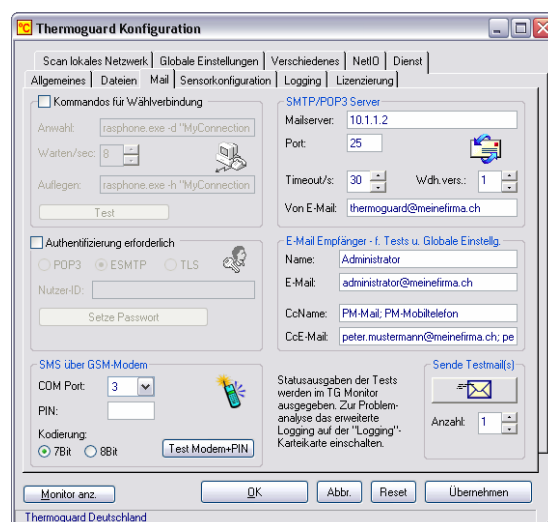 °C Thermoguard Konfiguration
Scan lokales Netzwerk Globale Einstellungen Verschiedenes NetIO Dienst
Allgemeines Dateien Mail Sensorkonfiguration Logging Lizenzierung
Kommandos für Wählverbindung
Anwahl: rasphone.exe -d "MyConnection
Warten/sec: 8
Auflegen: rasphone.exe -h "MyConnection
Test
SMTP/POP3 Server
Mailserver: 10.1.1.2
Port: 25
Timeout/s: 30 Wdh.vers.: 1
Von E-Mail: thermoguard@meinefirma.ch
Authentifizierung erforderlich
POP3 ESMTP TLS
Nutzer-ID:
Setze Passwort
E-Mail Empfänger - f. Tests u. Globale Einstellg.
Name: Administrator
E-Mail: administrator@meinefirma.ch
CcName: PM-Mail; PM-Mobiltelefon
CcE-Mail: peter.mustermann@meinefirma.ch; pe
SMS über GSM-Modem
COM Port: 3
PIN:
Kodierung:
7Bit 8Bit Test Modem+PIN
Statusausgaben der Tests
werden im TG Monitor
ausgegeben. Zur Problem-
analyse das erweiterte
Logging auf der "Logging"-
Karteikarte einschalten.
Sende Testmail(s)
Anzahl: 1
Monitor anz. OK Abbr. Reset Übernehmen
Thermoguard Deutschland